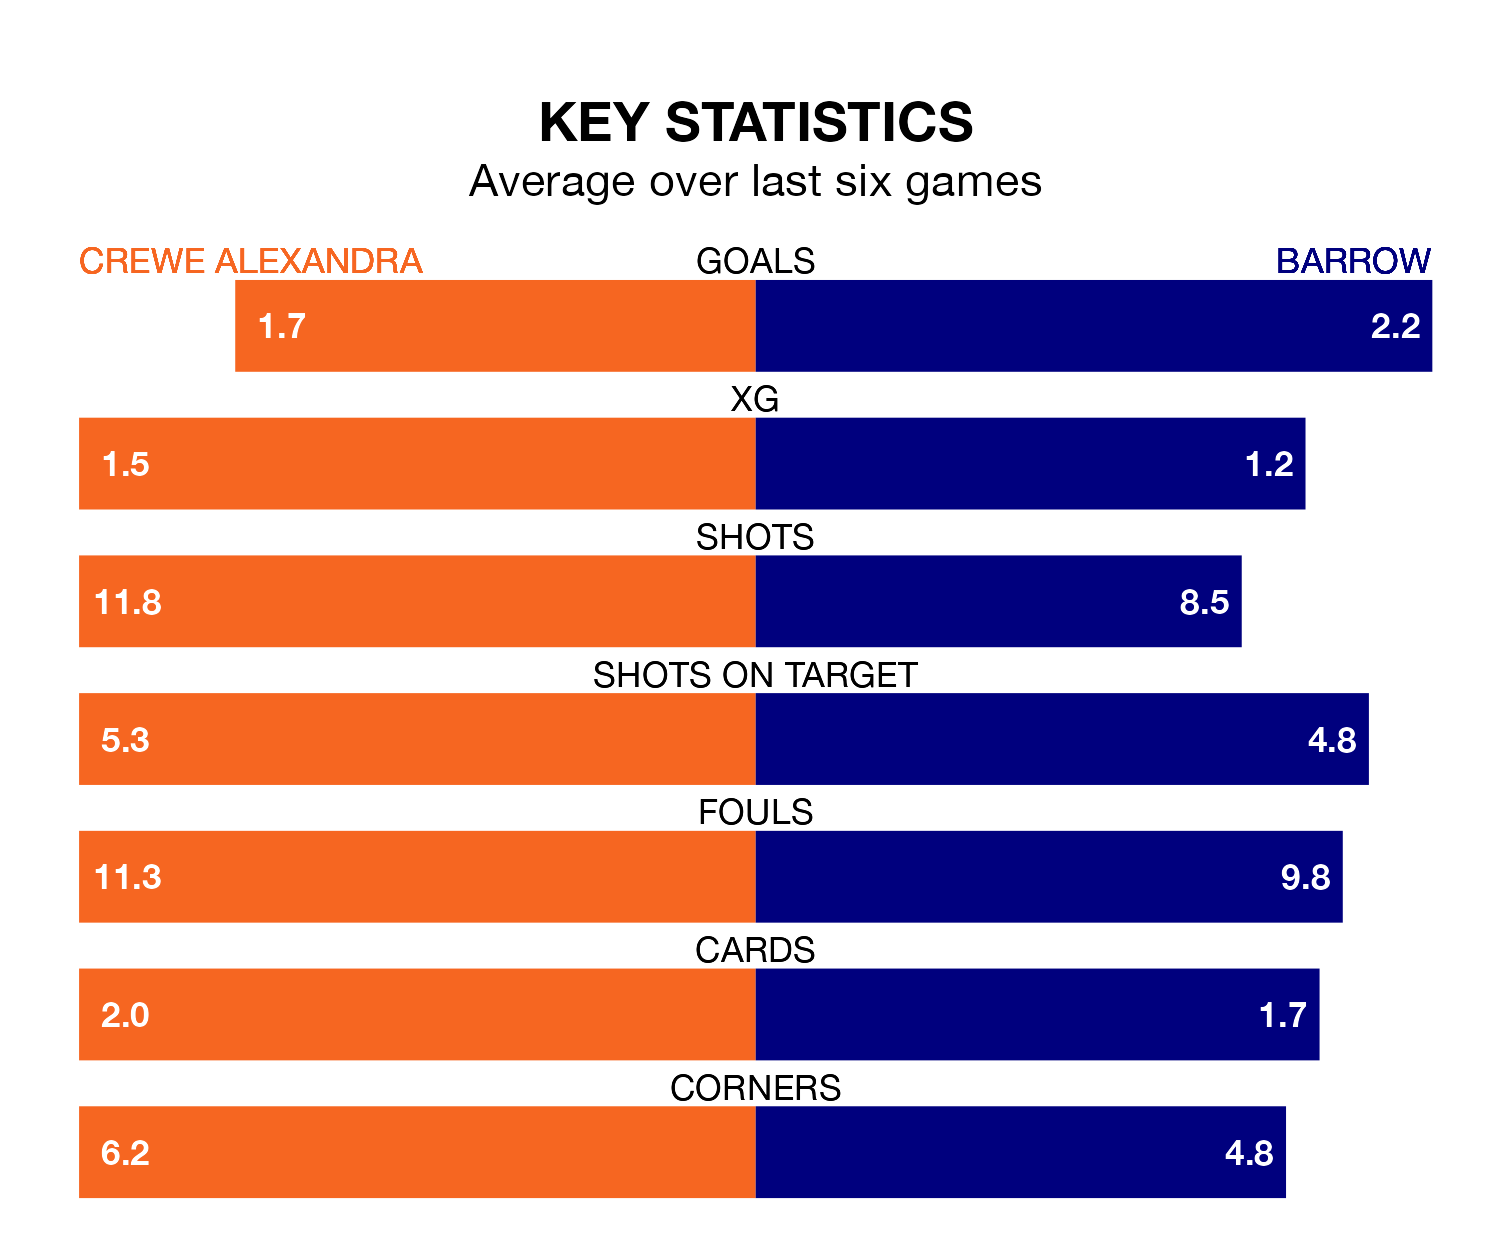 KEY STATISTICS
Average over last six games
CREWE ALEXANDRA GOALS BARROW
1.7 2.2
XG
1.5 1.2
SHOTS
11.8 8.5
SHOTS ON TARGET
5.3 4.8
FOULS
11.3 9.8
CARDS
2.0 1.7
CORNERS
6.2 4.8